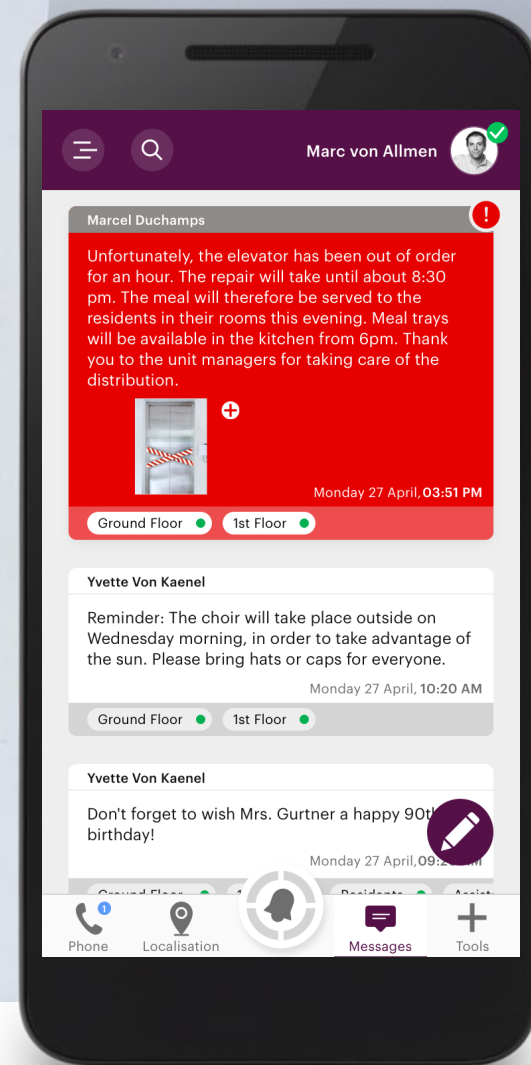 Marc von Allmen
Marcel Duchamps
!
Unfortunately, the elevator has been out of order
for an hour. The repair will take until about 8:30
pm. The meal will therefore be served to the
residents in their rooms this evening. Meal trays
will be available in the kitchen from 6pm. Thank
you to the unit managers for taking care of the
distribution.
Monday 27 April, 03:51 PM
Ground Floor 1st Floor
Yvette Von Kaenel
Reminder: The choir will take place outside on
Wednesday morning, in order to take advantage of
the sun. Please bring hats or caps for everyone.
Monday 27 April, 10:20 AM
Ground Floor 1st Floor
Yvette Von Kaenel
Don't forget to wish Mrs. Gurtner a happy 90th
birthday!
Monday 27 April,
Ground Floor Residents
1
Phone Localisation Messages Tools